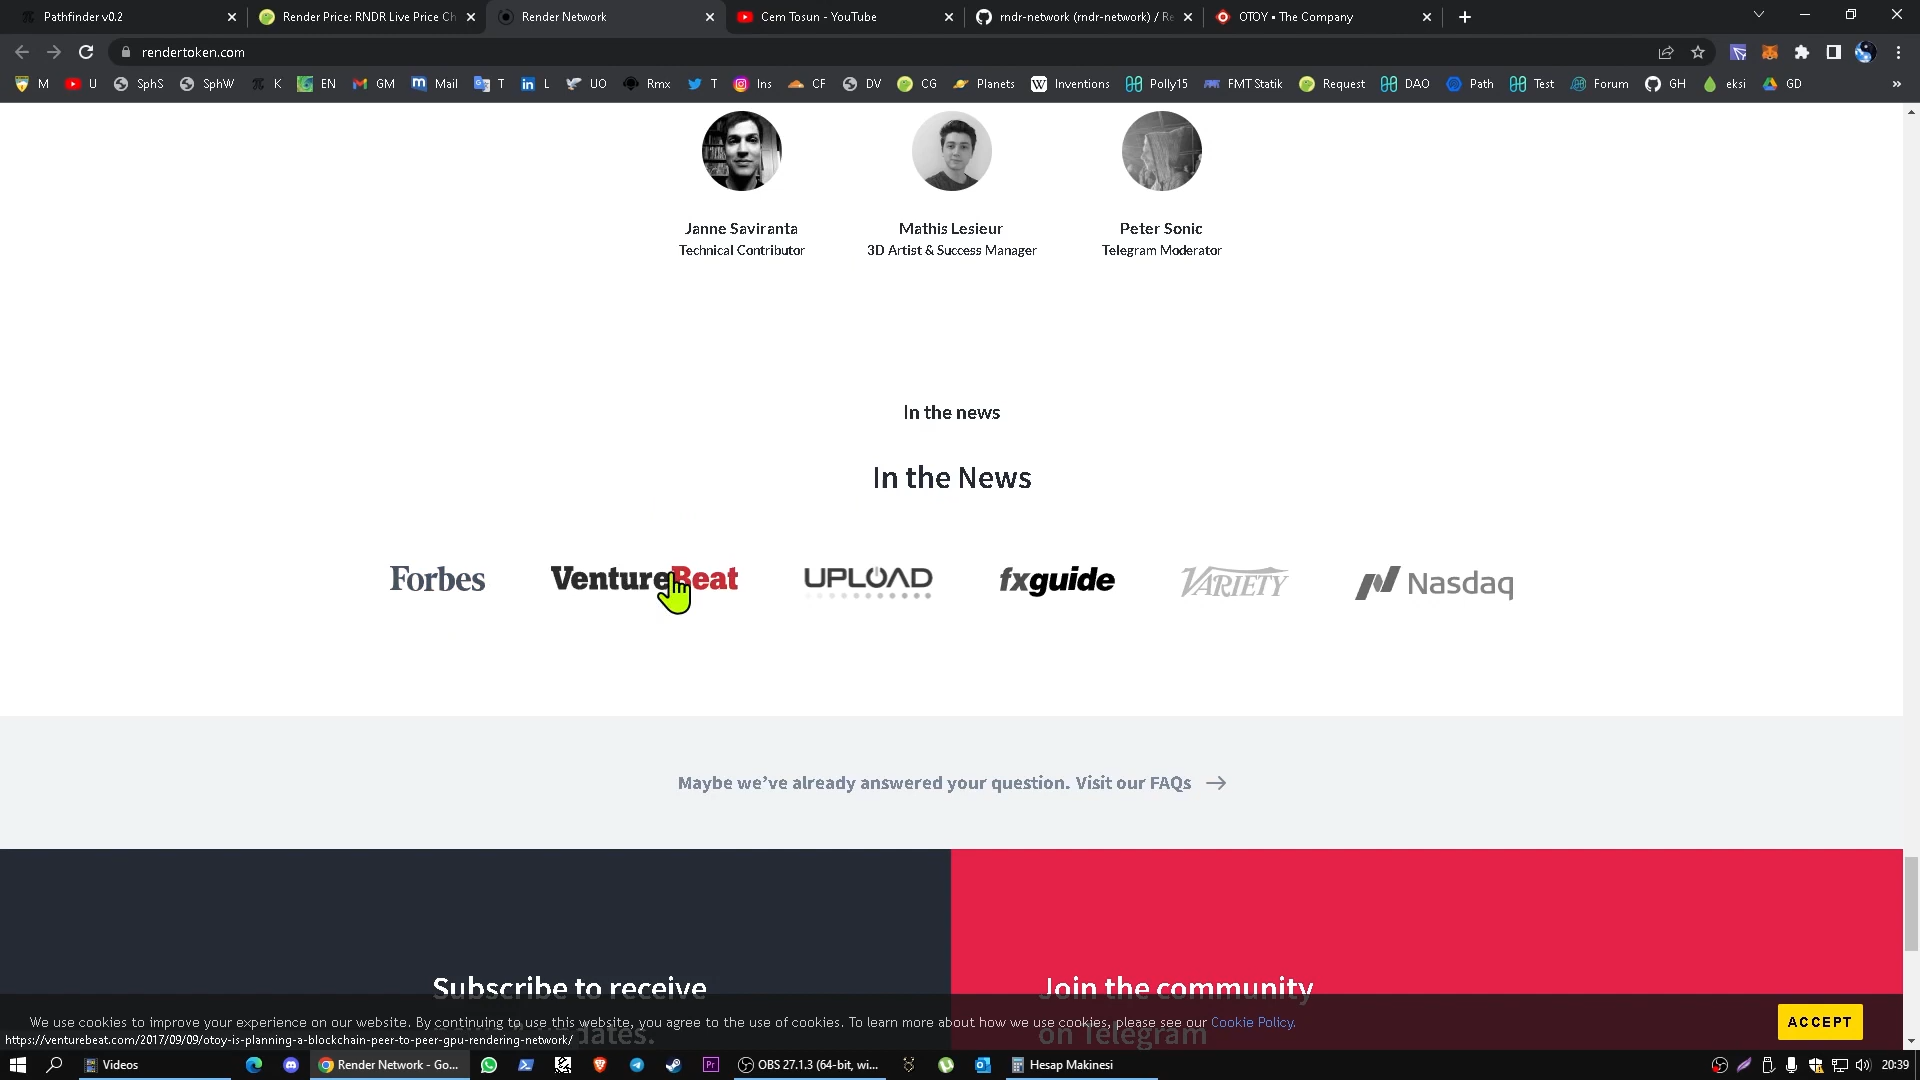 Pathfinder v0.2
Render Price: RNDR Live Price Ch
Render Network
Cem Tosun - YouTube
rndr-network (rndr-network) / Re
OTOY • The Company
rendertoken.com
M
U
SphS
SphW
K
EN
GM
Mail
T
L
UO
Rmx
T
Ins
CF
DV
CG
Planets
Inventions
Polly15
FMT Statik
Request
DAO
Path
Test
Forum
GH
eksi
GD
»
Janne Saviranta
Technical Contributor
Mathis Lesieur
3D Artist & Success Manager
Peter Sonic
Telegram Moderator
In the news
In the News
Forbes
VentureBeat
UPLOAD
fxguide
VARIETY
Nasdaq
Maybe we’ve already answered your question. Visit our FAQs
Subscribe to receive
dates.
Join the community
on Telegram
We use cookies to improve your experience on our website. By continuing to use this website, you agree to the use of cookies. To learn more about how we use cookies, please see our Cookie Policy.
ACCEPT
https://venturebeat.com/2017/09/09/otoy-is-planning-a-blockchain-peer-to-peer-gpu-rendering-network/
Videos
Render Network - Go...
Pr
OBS 27.1.3 (64-bit, wi...
Hesap Makinesi
20:39